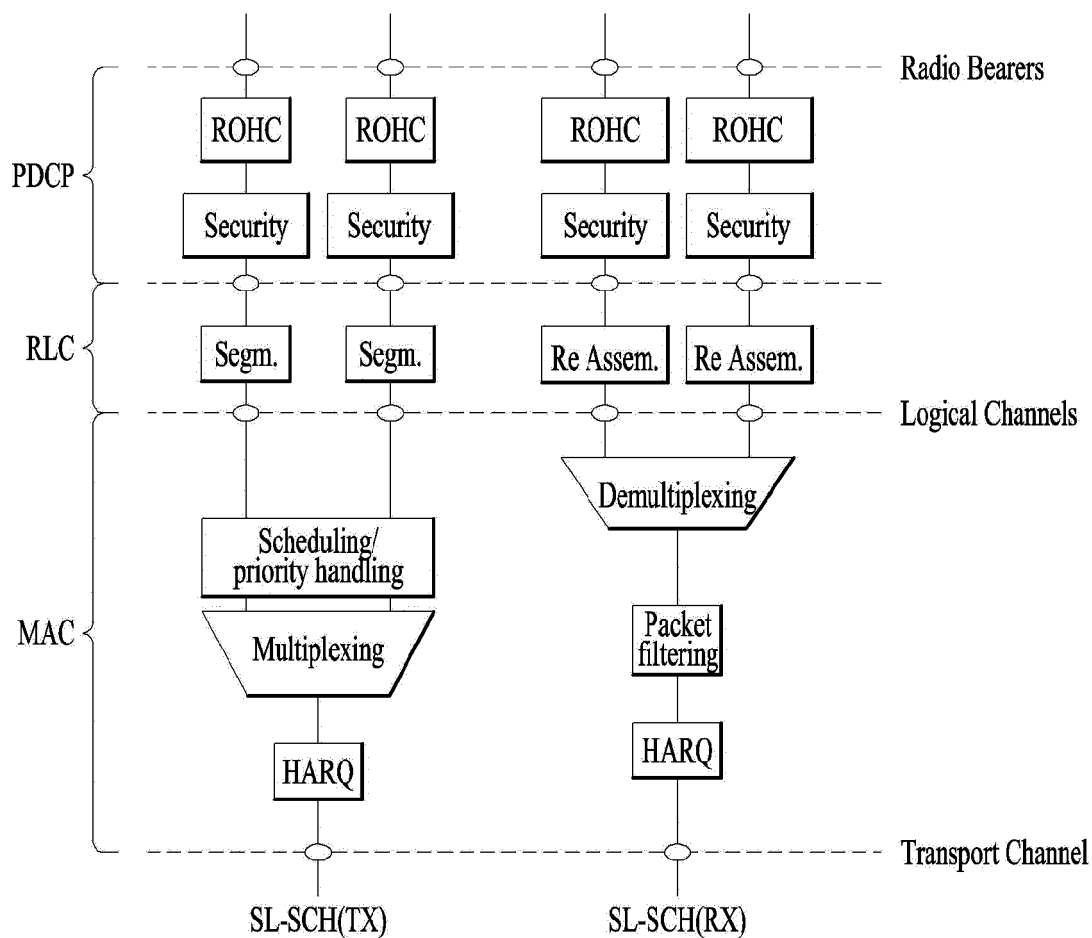 Radio Bearers
ROHC
ROHC
ROHC
ROHC
PDCP
Security
Security
Security
Security
RLC
Segm.
Segm.
Re Assem.
Re Assem.
Logical Channels
Demultiplexing
Scheduling/
priority handling
MAC
Multiplexing
Packet
filtering
HARQ
HARQ
Transport Channel
SL-SCH(TX)
SL-SCH(RX)